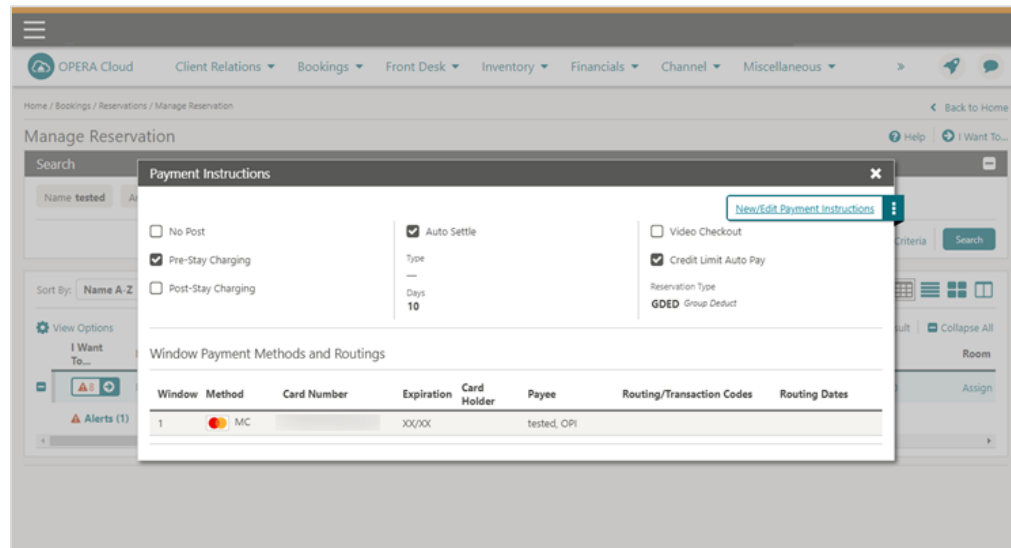 OPERA Cloud Client Relations Bookings Front Desk Inventory Financials Channel Miscellaneous »
Home / Bookings / Reservations / Manage Reservation Back to Home
Manage Reservation Help I Want To...
Search
Payment Instructions
Name tested
New/Edit Payment Instructions
No Post Auto Settle Video Checkout
Criteria Search
Pre-Stay Charging Type Credit Limit Auto Pay
—
Sort By: Name A-Z Post-Stay Charging Days Reservation Type
10 GDED Group Deduct
View Options Collapse All
I Want To... Room
Window Payment Methods and Routings
Window Method Card Number Expiration Card Holder Payee Routing/Transaction Codes Routing Dates
8 Assign
Alerts (1)
1 MC XX/XX tested, OPI